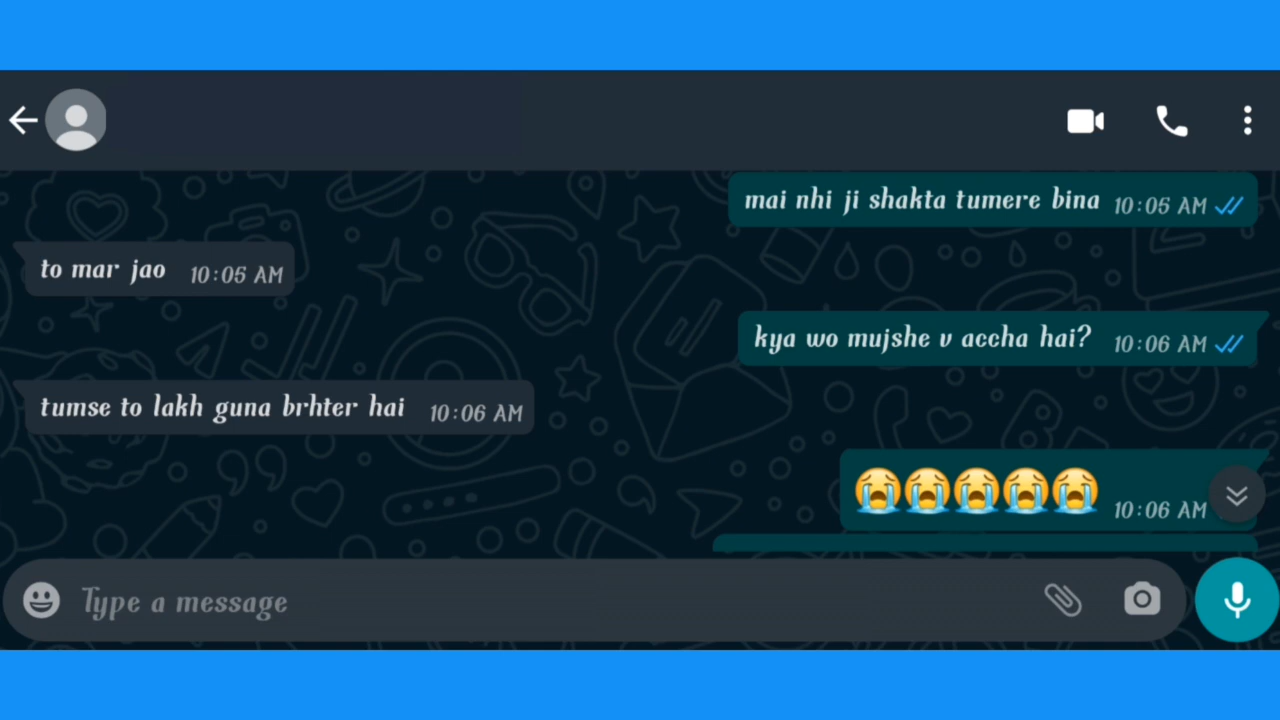 mai nhi ji shakta tumere bina 10:05 AM
to mar jao 10:05 AM
kya wo mujshe v accha hai? 10:06 AM
tumse to lakh guna brhter hai 10:06 AM
😭😭😭😭😭 10:06 AM
Type a message